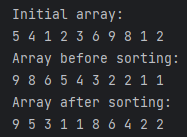 Initial array:
5 4 1 2 3 6 9 8 1 2
Array before sorting:
9 8 6 5 4 3 2 2 1 1
Array after sorting:
9 5 3 1 1 8 6 4 2 2